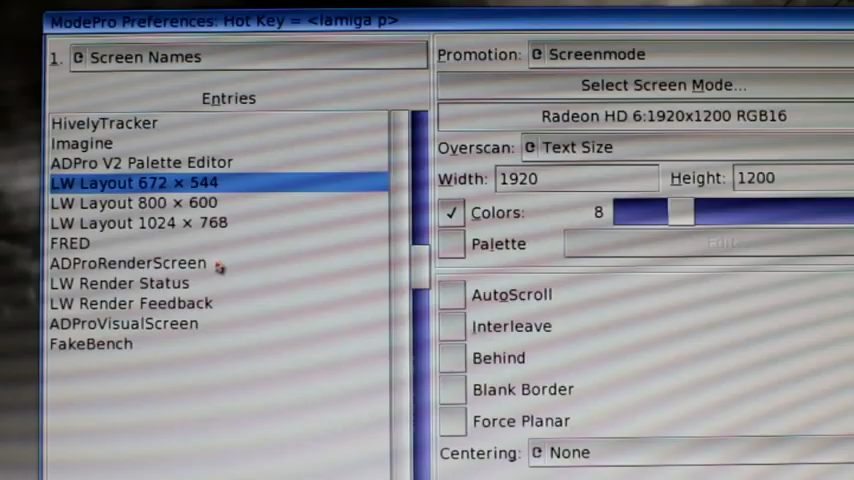 ModePro Preferences: Hot Key = <lamiga p>
1. Screen Names
Entries
HivelyTracker
Imagine
ADPro V2 Palette Editor
LW Layout 672 × 544
LW Layout 800 × 600
LW Layout 1024 × 768
FRED
ADProRenderScreen
LW Render Status
LW Render Feedback
ADProVisualScreen
FakeBench
Promotion: Screenmode
Select Screen Mode...
Radeon HD 6:1920x1200 RGB16
Overscan: Text Size
Width: 1920 Height: 1200
Colors: 8
Palette Edit...
AutoScroll
Interleave
Behind
Blank Border
Force Planar
Centering: None